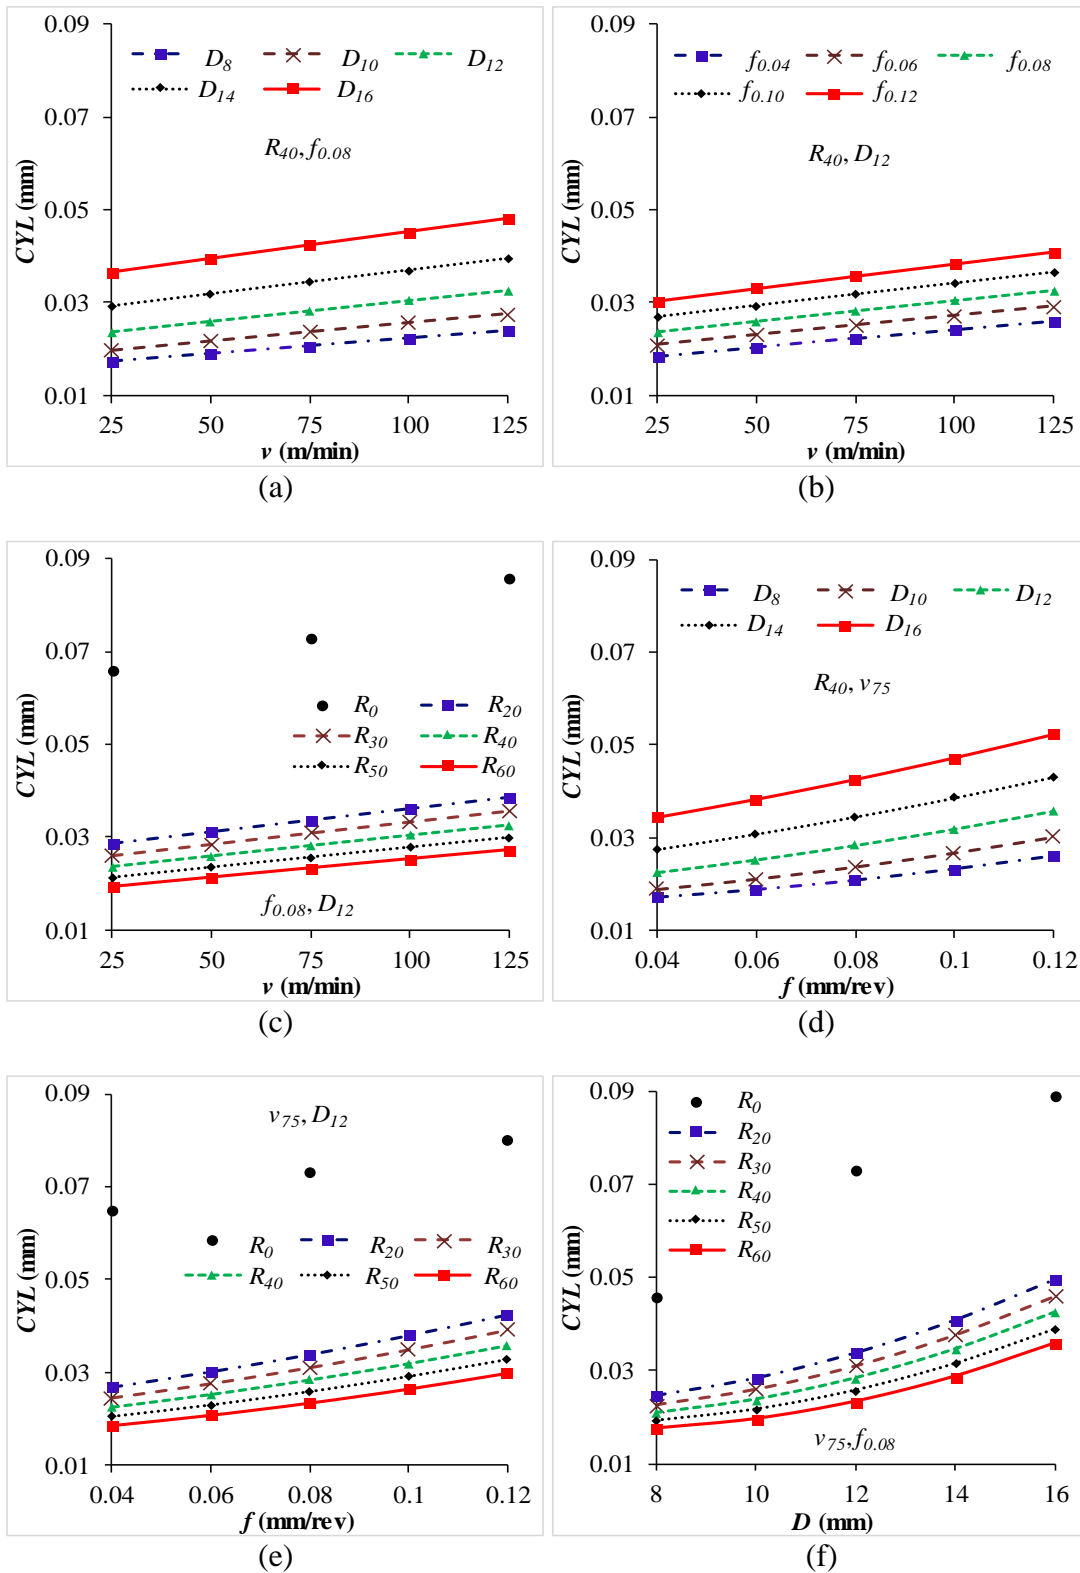 CYL (mm)
0.09
0.07
0.05
0.03
0.01
D8 D10 D12
D14 D16
R40, f0.08
25 50 75 100 125
v (m/min)
(a)
CYL (mm)
0.09
0.07
0.05
0.03
0.01
f0.04 f0.06 f0.08
f0.10 f0.12
R40, D12
25 50 75 100 125
v (m/min)
(b)
CYL (mm)
0.09
0.07
0.05
0.03
0.01
R0 R20
R30 R40
R50 R60
f0.08, D12
25 50 75 100 125
v (m/min)
(c)
CYL (mm)
0.09
0.07
0.05
0.03
0.01
D8 D10 D12
D14 D16
R40, v75
0.04 0.06 0.08 0.1 0.12
f (mm/rev)
(d)
CYL (mm)
0.09
0.07
0.05
0.03
0.01
v75, D12
R0 R20 R30
R40 R50 R60
0.04 0.06 0.08 0.1 0.12
f (mm/rev)
(e)
CYL (mm)
0.09
0.07
0.05
0.03
0.01
R0
R20
R30
R40
R50
R60
v75, f0.08
8 10 12 14 16
D (mm)
(f)